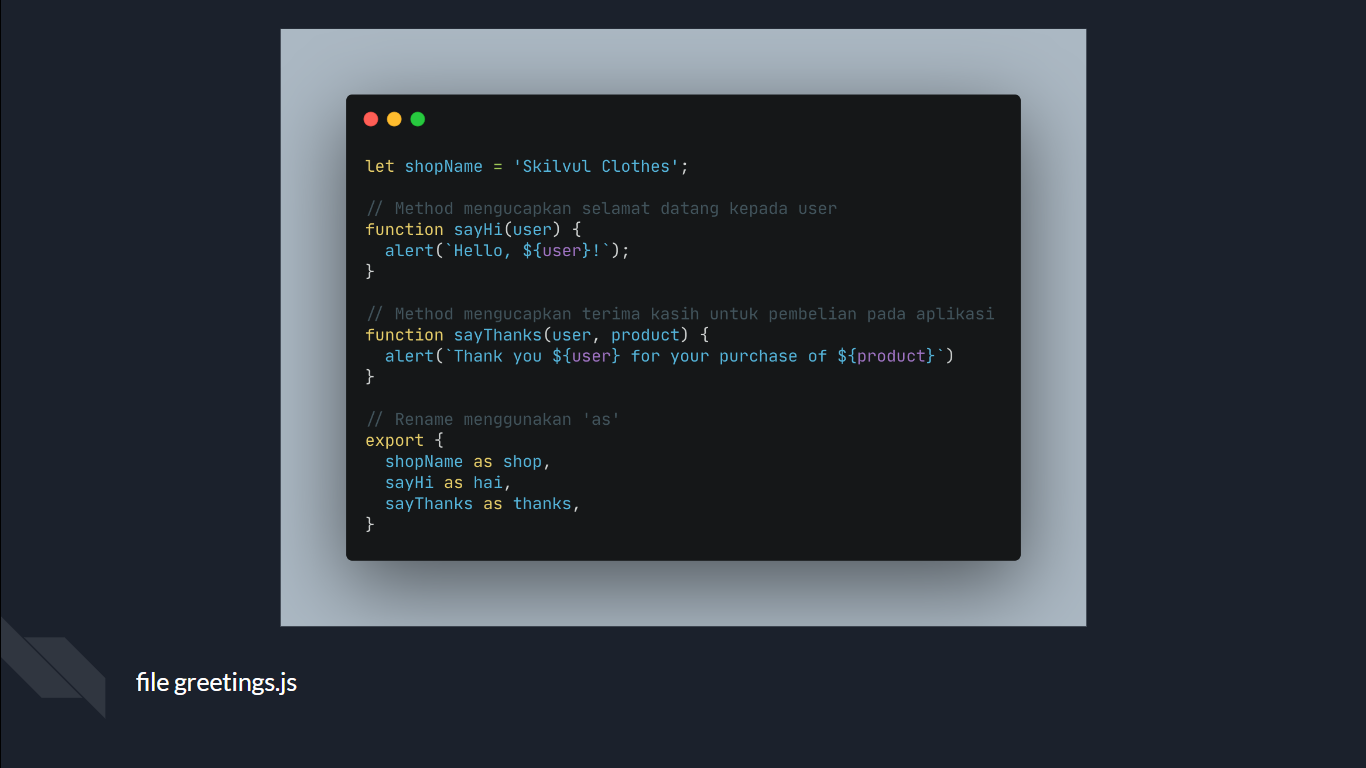 let shopName = 'Skilvul Clothes';
// Method mengucapkan selamat datang kepada user
function sayHi(user) {
  alert(`Hello, ${user}!`);
}
// Method mengucapkan terima kasih untuk pembelian pada aplikasi
function sayThanks(user, product) {
  alert(`Thank you ${user} for your purchase of ${product}`)
}
// Rename menggunakan 'as'
export {
  shopName as shop,
  sayHi as hai,
  sayThanks as thanks,
}
file greetings.js